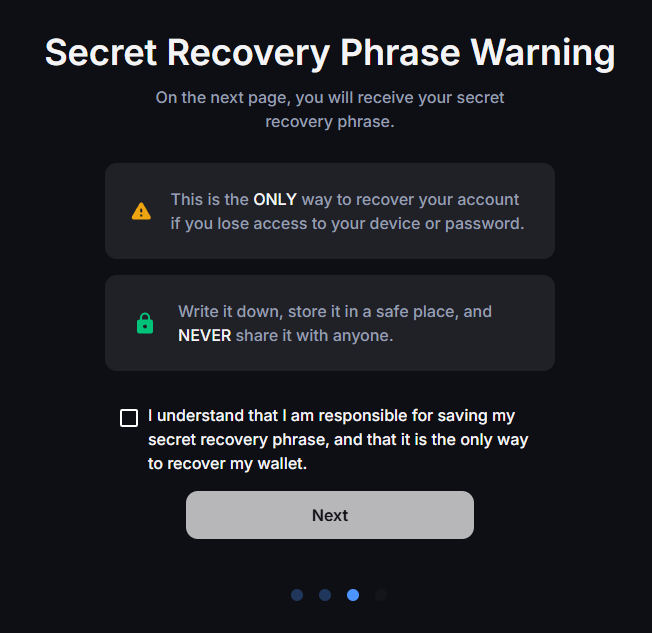 Secret Recovery Phrase Warning
On the next page, you will receive your secret
recovery phrase.
This is the ONLY way to recover your account
if you lose access to your device or password.
Write it down, store it in a safe place, and
NEVER share it with anyone.
I understand that I am responsible for saving my
secret recovery phrase, and that it is the only way
to recover my wallet.
Next